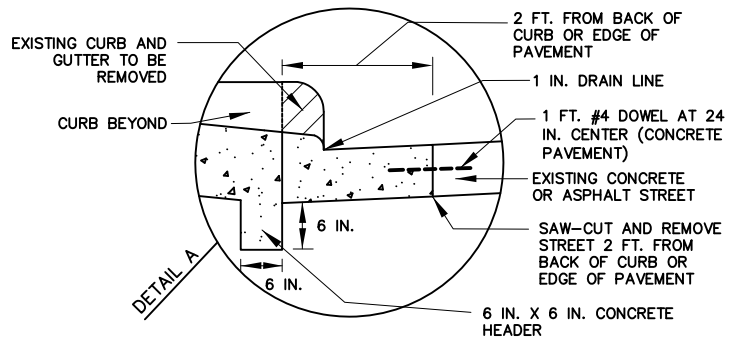 EXISTING CURB AND
GUTTER TO BE
REMOVED
CURB BEYOND
2 FT. FROM BACK OF
CURB OR EDGE OF
PAVEMENT
1 IN. DRAIN LINE
1 FT. #4 DOWEL AT 24
IN. CENTER (CONCRETE
PAVEMENT)
EXISTING CONCRETE
OR ASPHALT STREET
SAW-CUT AND REMOVE
STREET 2 FT. FROM
BACK OF CURB OR
EDGE OF PAVEMENT
6 IN.
6 IN.
6 IN. X 6 IN. CONCRETE
HEADER
DETAIL A